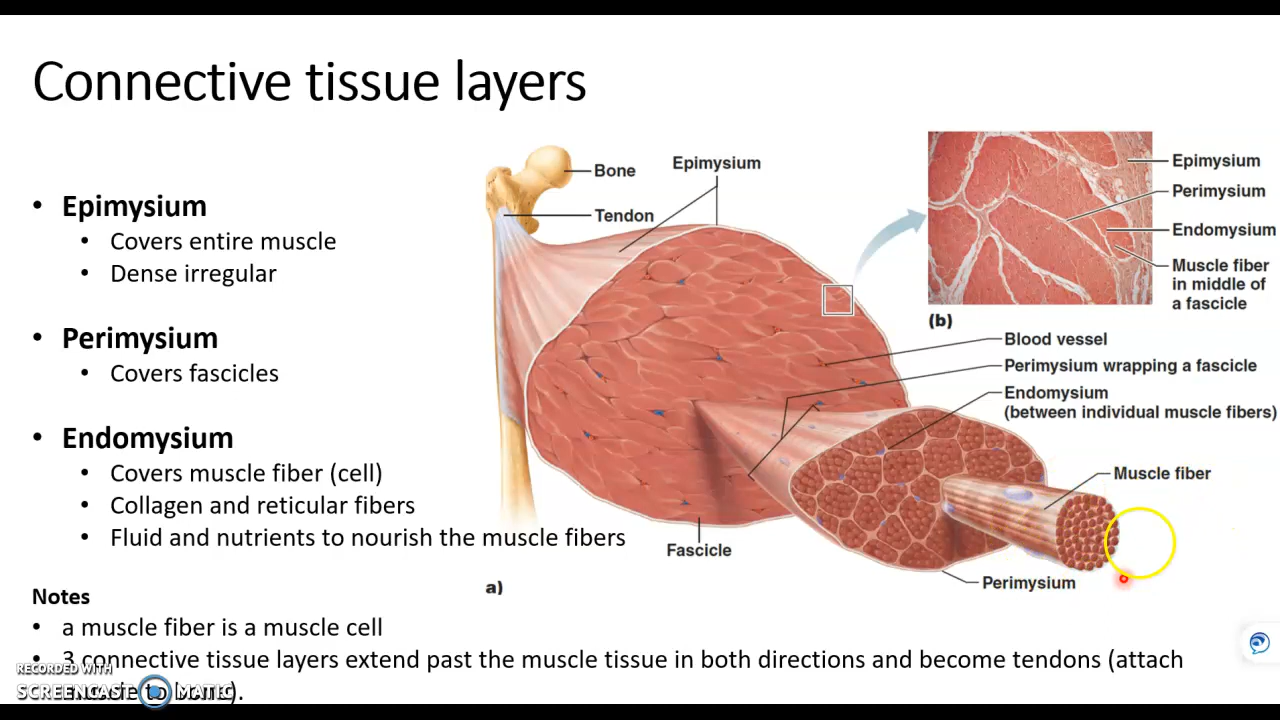 Connective tissue layers
• Epimysium
• Covers entire muscle
• Dense irregular
• Perimysium
• Covers fascicles
• Endomysium
• Covers muscle fiber (cell)
• Collagen and reticular fibers
• Fluid and nutrients to nourish the muscle fibers
Notes
• a muscle fiber is a muscle cell
• 3 connective tissue layers extend past the muscle tissue in both directions and become tendons (attach
muscle to bone).
RECORDED WITH
SCREENCAST MATIC
Bone
Epimysium
Tendon
Fascicle
a)
Epimysium
Perimysium
Endomysium
Muscle fiber
in middle of
a fascicle
(b)
Blood vessel
Perimysium wrapping a fascicle
Endomysium
(between individual muscle fibers)
Muscle fiber
Perimysium